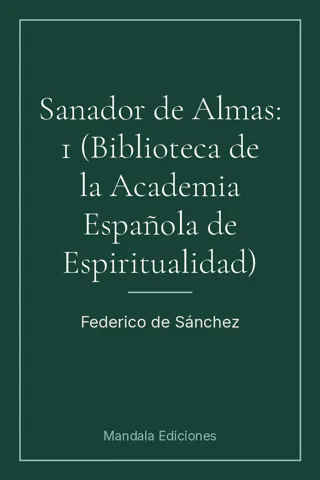 Sanador de Almas:
1 (Biblioteca de
la Academia
Española de
Espiritualidad)
Federico de Sánchez
Mandala Ediciones